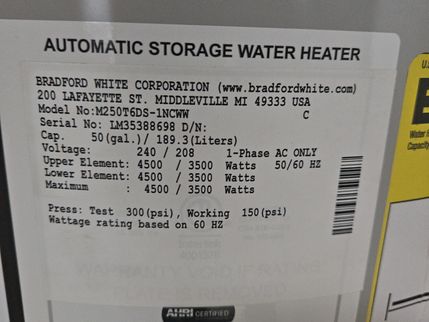 AUTOMATIC STORAGE WATER HEATER
BRADFORD WHITE CORPORATION (www.bradfordwhite.com)
200 LAFAYETTE ST. MIDDLEVILLE MI 49333 USA
Model No:M250T6DS-1NCWW C
Serial No: LM35388698 D/N:
Cap. 50(gal.)/ 189.3(Liters)
Voltage: 240 / 208 1-Phase AC ONLY
Upper Element: 4500 / 3500 Watts 50/60 HZ
Lower Element: 4500 / 3500 Watts
Maximum : 4500 / 3500 Watts
Press: Test 300(psi), Working 150(psi)
Wattage rating based on 60 HZ
AHRI CERTIFIED
U.S
E
Water H
Capacity